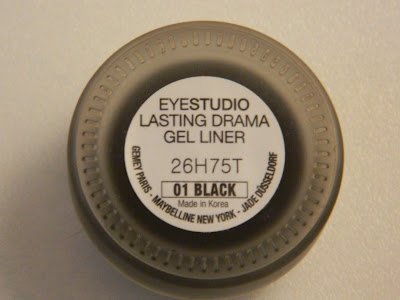 EYESTUDIO
LASTING DRAMA
GEL LINER
26H75T
01 BLACK
Made in Korea
GEMEY PARIS - MAYBELLINE NEW YORK - JADE DÜSSELDORF